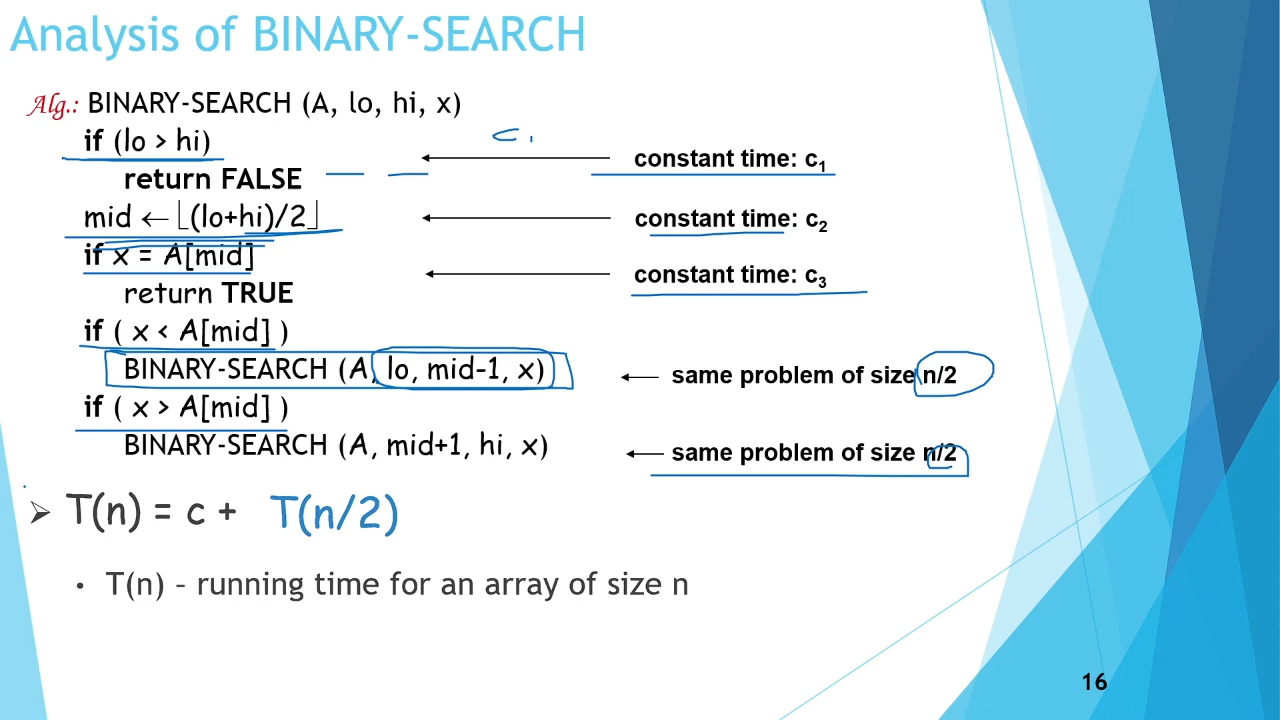 Analysis of BINARY-SEARCH
Alg.: BINARY-SEARCH (A, lo, hi, x)
if (lo > hi)
c1
constant time: c1
return FALSE
mid ← ⌊(lo+hi)/2⌋
constant time: c2
if x = A[mid]
constant time: c3
return TRUE
if ( x < A[mid] )
BINARY-SEARCH (A, lo, mid-1, x)
same problem of size n/2
if ( x > A[mid] )
BINARY-SEARCH (A, mid+1, hi, x)
same problem of size n/2
➢ T(n) = c + T(n/2)
• T(n) – running time for an array of size n
16